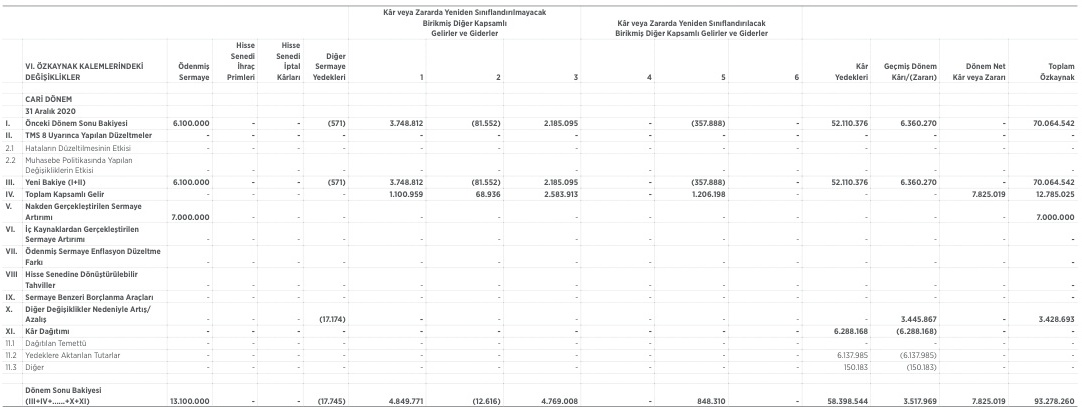 Kâr veya Zararda Yeniden Sınıflandırılmayacak
Birikmiş Diğer Kapsamlı
Gelirler ve Giderler
Kâr veya Zararda Yeniden Sınıflandırılacak
Birikmiş Diğer Kapsamlı Gelirler ve Giderler
VI. ÖZKAYNAK KALEMLERİNDEKİ
DEĞİŞİKLİKLER
Ödenmiş
Sermaye
Hisse
Senedi
İhraç
Primleri
Hisse
Senedi
İptal
Kârları
Diğer
Sermaye
Yedekleri
1 2 3 4 5 6
Kâr
Yedekleri
Geçmiş Dönem
Kârı/(Zararı)
Dönem Net
Kâr veya Zararı
Toplam
Özkaynak
CARİ DÖNEM
31 Aralık 2020
I. Önceki Dönem Sonu Bakiyesi 6.100.000 - - (571) 3.748.812 (81.552) 2.185.095 - (357.888) - 52.110.376 6.360.270 - 70.064.542
II. TMS 8 Uyarınca Yapılan Düzeltmeler - - - - - - - - - - - - - -
2.1 Hataların Düzeltilmesinin Etkisi - - - - - - - - - - - - - -
2.2 Muhasebe Politikasında Yapılan
Değişikliklerin Etkisi - - - - - - - - - - - - - -
III. Yeni Bakiye (I+II) 6.100.000 - - (571) 3.748.812 (81.552) 2.185.095 - (357.888) - 52.110.376 6.360.270 - 70.064.542
IV. Toplam Kapsamlı Gelir - - - - 1.100.959 68.936 2.583.913 - 1.206.198 - - - 7.825.019 12.785.025
V. Nakden Gerçekleştirilen Sermaye
Artırımı 7.000.000 - - - - - - - - - - - - 7.000.000
VI. İç Kaynaklardan Gerçekleştirilen
Sermaye Artırımı - - - - - - - - - - - - - -
VII. Ödenmiş Sermaye Enflasyon Düzeltme
Farkı - - - - - - - - - - - - - -
VIII Hisse Senedine Dönüştürülebilir
Tahviller - - - - - - - - - - - - - -
IX. Sermaye Benzeri Borçlanma Araçları - - - - - - - - - - - - - -
X. Diğer Değişiklikler Nedeniyle Artış/
Azalış - - - (17.174) - - - - - - - 3.445.867 - 3.428.693
XI. Kâr Dağıtımı - - - - - - - - - - 6.288.168 (6.288.168) - -
11.1 Dağıtılan Temettü - - - - - - - - - - - - - -
11.2 Yedeklere Aktarılan Tutarlar - - - - - - - - - - 6.137.985 (6.137.985) - -
11.3 Diğer - - - - - - - - - - 150.183 (150.183) - -
Dönem Sonu Bakiyesi
(III+IV+......+X+XI) 13.100.000 - - (17.745) 4.849.771 (12.616) 4.769.008 - 848.310 - 58.398.544 3.517.969 7.825.019 93.278.260